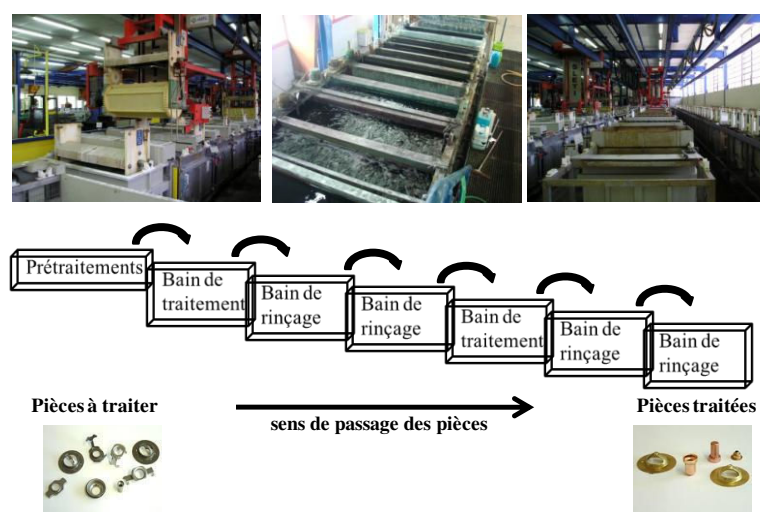 Prétraitements
Bain de
traitement
Bain de
rinçage
Bain de
rinçage
Bain de
traitement
Bain de
rinçage
Bain de
rinçage
Pièces à traiter
sens de passage des pièces
Pièces traitées